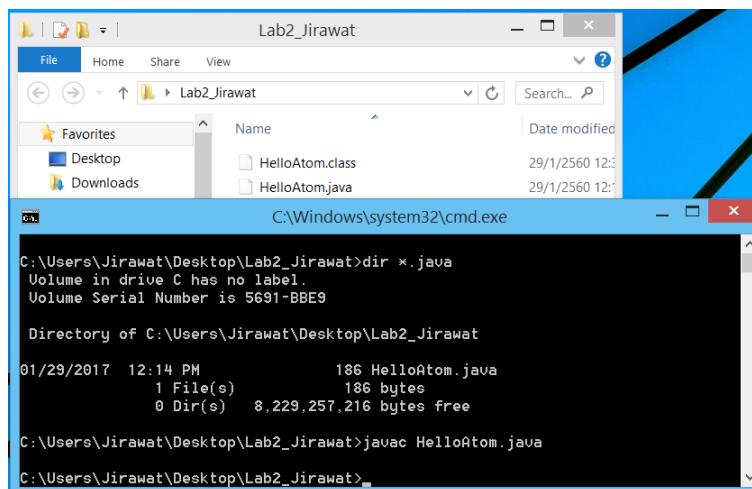 Lab2_Jirawat
File Home Share View
Lab2_Jirawat Search...
Favorites
Desktop
Downloads
Name Date modified
HelloAtom.class 29/1/2560 12:3
HelloAtom.java 29/1/2560 12:1
C:\Windows\system32\cmd.exe
C:\Users\Jirawat\Desktop\Lab2_Jirawat>dir *.java
Volume in drive C has no label.
Volume Serial Number is 5691-BBE9
Directory of C:\Users\Jirawat\Desktop\Lab2_Jirawat
01/29/2017  12:14 PM               186 HelloAtom.java
1 File(s)            186 bytes
0 Dir(s)   8,229,257,216 bytes free
C:\Users\Jirawat\Desktop\Lab2_Jirawat>javac HelloAtom.java
C:\Users\Jirawat\Desktop\Lab2_Jirawat>_